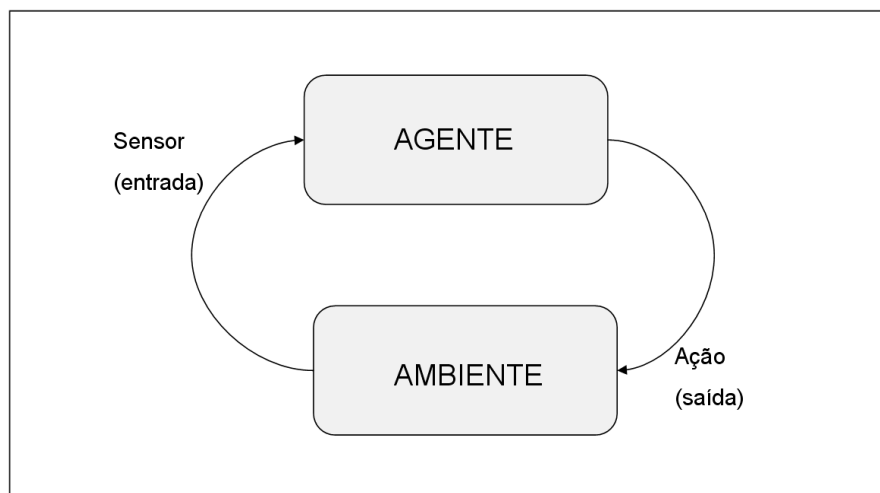 AGENTE
Sensor
(entrada)
AMBIENTE
Ação
(saída)